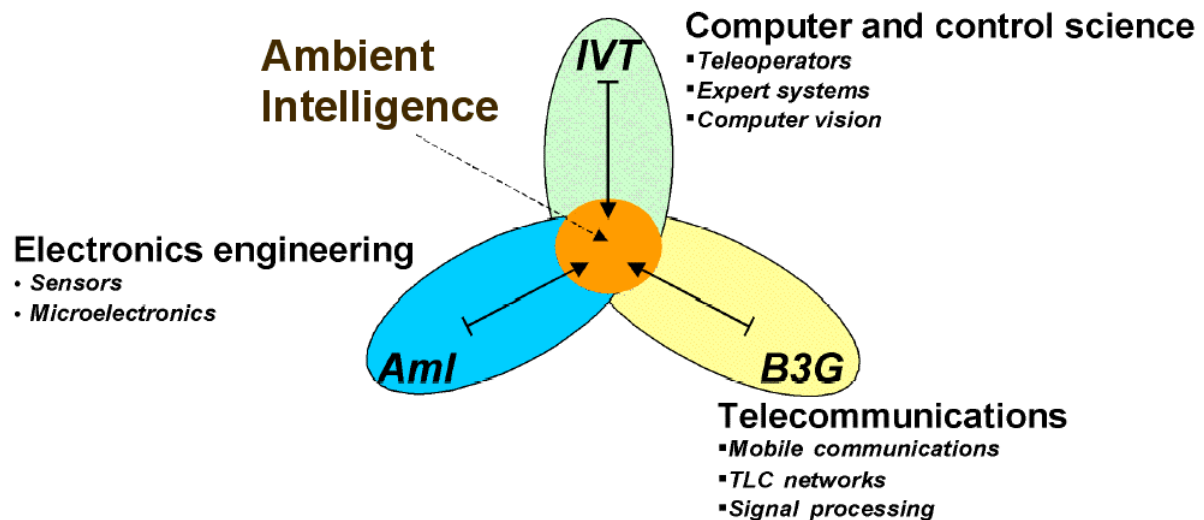 Ambient
Intelligence
IVT
Computer and control science
▪Teleoperators
▪Expert systems
▪Computer vision
Electronics engineering
• Sensors
• Microelectronics
AmI
B3G
Telecommunications
▪Mobile communications
▪TLC networks
▪Signal processing